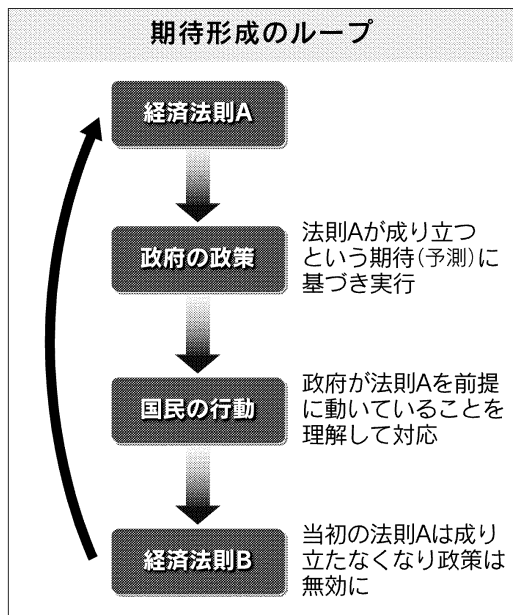 期待形成のループ
経済法則A
政府の政策
法則Aが成り立つ
という期待(予測)に
基づき実行
国民の行動
政府が法則Aを前提
に動いていることを
理解して対応
経済法則B
当初の法則Aは成り
立たなくなり政策は
無効に